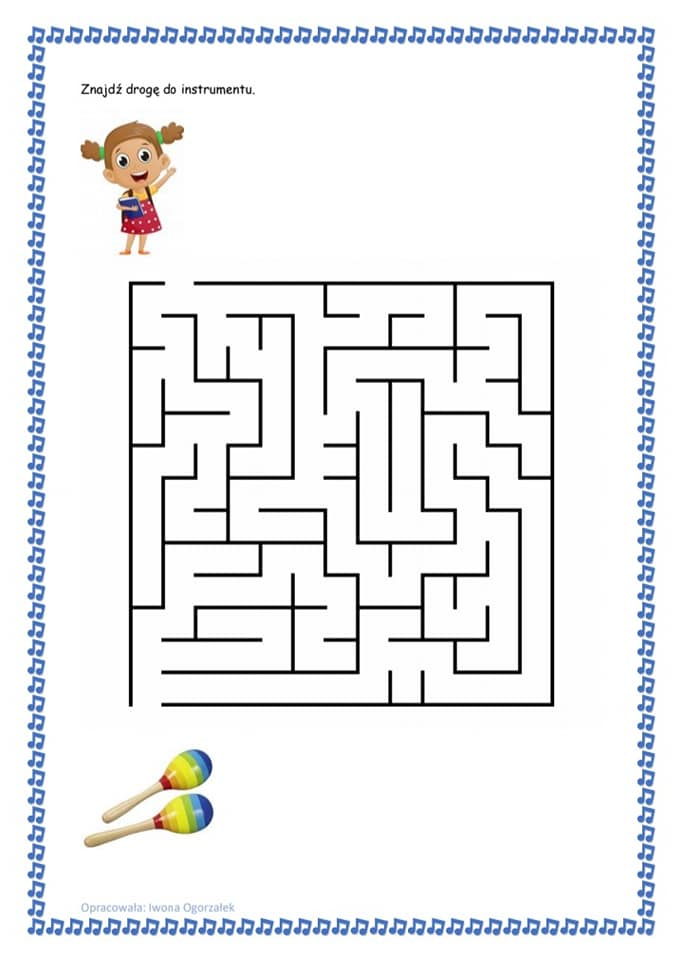 Znajdź drogę do instrumentu.
Opracowała: Iwona Ogorzałek